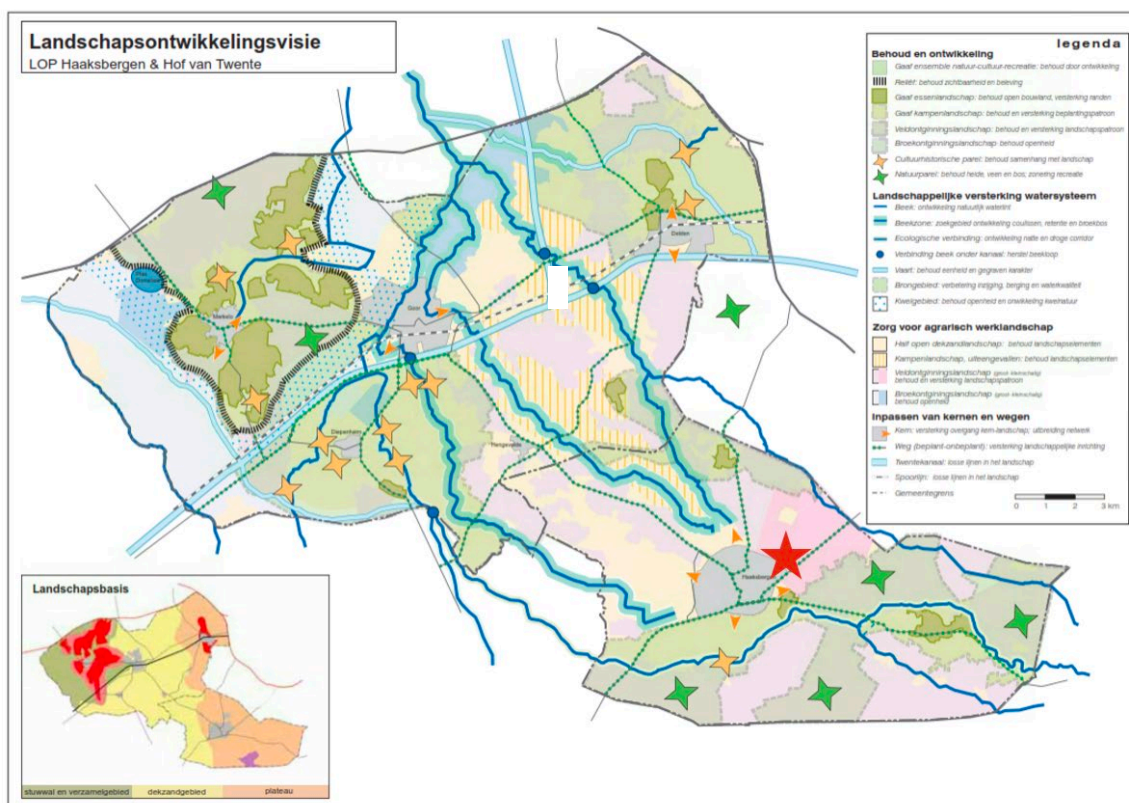 Landschapsontwikkelingsvisie
LOP Haaksbergen & Hof van Twente
legenda
Behoud en ontwikkeling
Gaaf ensemble natuur-cultuur-recreatie: behoud door ontwikkeling
Reliëf: behoud zichtbaarheid en beleving
Gaaf essenlandschap: behoud open bouwland, versterking randen
Gaaf kampenlandschap: behoud en versterking beplantingspatroon
Veldontginningslandschap: behoud en versterking landschapspatroon
Broekontginningslandschap: behoud openheid
Cultuurhistorische parel: behoud samenhang met landschap
Natuurparel: behoud heide, veen en bos; zonering recreatie
Landschappelijke versterking watersysteem
Beek: ontwikkeling natuurlijk waterlint
Beekzone: zoekgebied ontwikkeling coulissen, retentie en broekbos
Ecologische verbinding: ontwikkeling natte en droge corridor
Verbinding beek onder kanaal: herstel beekloop
Vaart: behoud eenheid en gegraven karakter
Brongebied: verbetering inzijging, berging en waterkwaliteit
Kwelgebied: behoud openheid en ontwikkeling kwelnatuur
Zorg voor agrarisch werklandschap
Half open dekzandlandschap: behoud landschapselementen
Kampenlandschap, uiteengevallen: behoud landschapselementen
Veldontginningslandschap (groot- kleinschalig)
behoud en versterking landschapspatroon
Broekontginningslandschap (groot- kleinschalig)
behoud openheid
Inpassen van kernen en wegen
Kern: versterking overgang kern-landschap; uitbreiding netwerk
Weg (beplant-onbeplant): versterking landschappelijke inrichting
Twentekanaal: losse lijnen in het landschap
Spoorlijn: losse lijnen in het landschap
Gemeentegrens
0 1 2 3 km
Delden
Markelo
Goor
Diepenheim
Hengevelde
Haaksbergen
Landschapsbasis
stuwwal en verzamelgebied
dekzandgebied
plateau